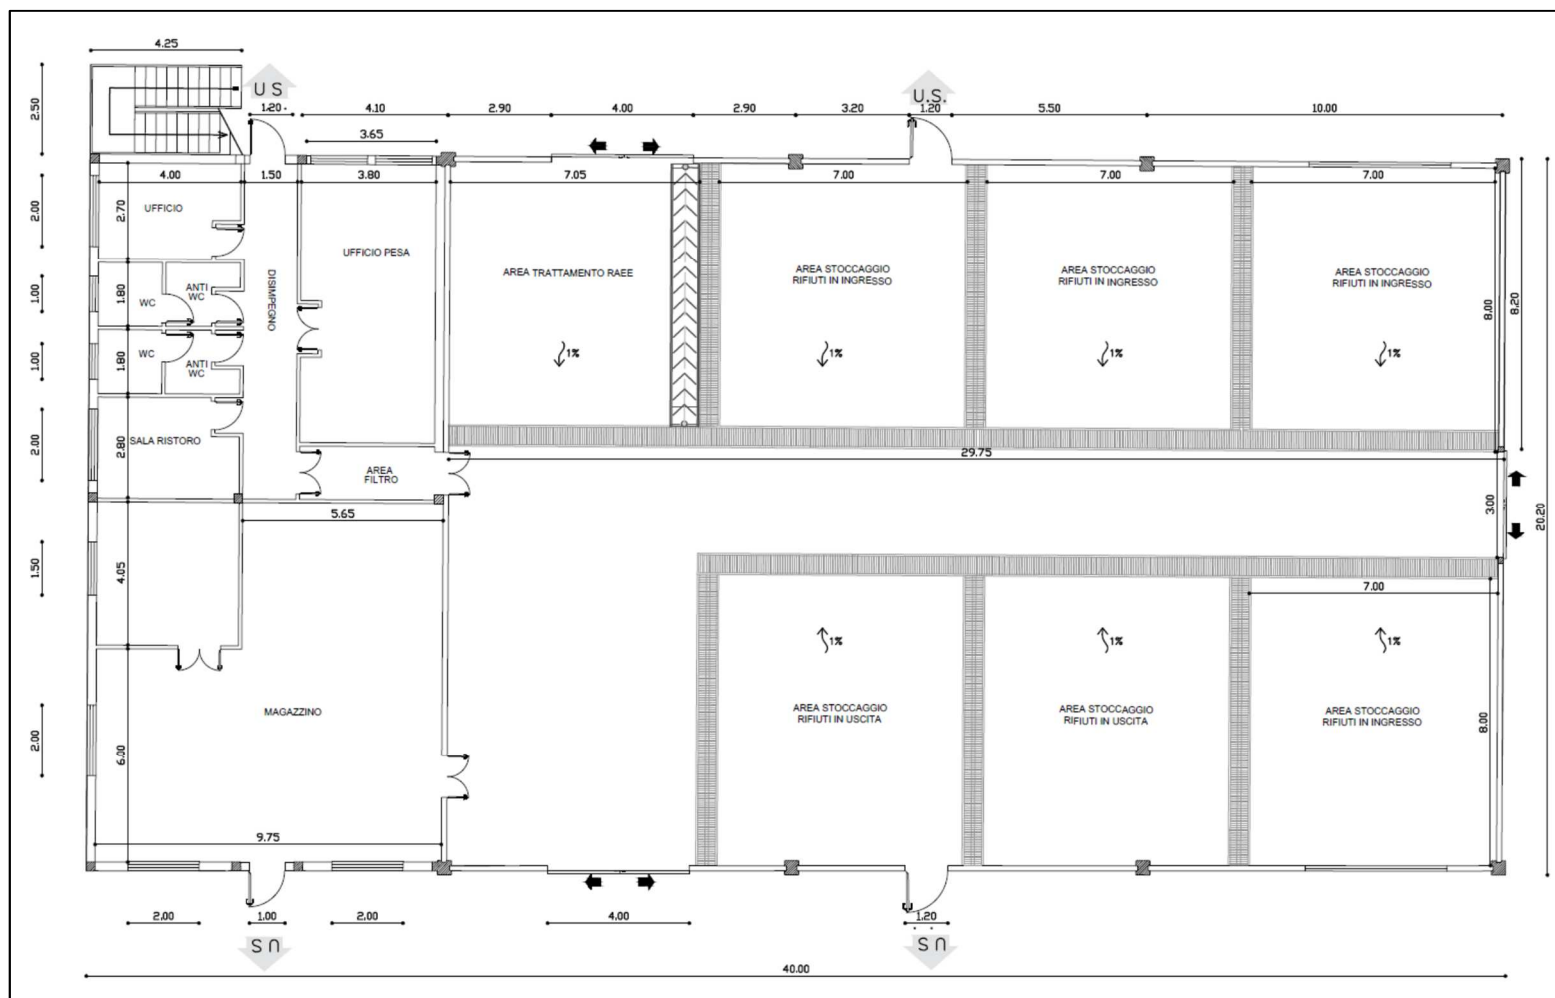 4.25
2.50
U S
U.S.
1.20
4.10
2.90
4.00
2.90
3.20
1.20
5.50
10.00
3.65
4.00
1.50
3.80
7.05
7.00
7.00
7.00
2.00
2.70
UFFICIO
UFFICIO PESA
DISIMPEGNO
AREA TRATTAMENTO RAEE
AREA STOCCAGGIO
RIFIUTI IN INGRESSO
AREA STOCCAGGIO
RIFIUTI IN INGRESSO
AREA STOCCAGGIO
RIFIUTI IN INGRESSO
1.00
1.80
WC
ANTI
WC
8.00
8.20
1.00
1.80
WC
ANTI
WC
1%
1%
1%
1%
2.00
2.80
SALA RISTORO
AREA
FILTRO
29.75
5.65
3.00
20.20
1.50
4.05
7.00
1%
1%
1%
MAGAZZINO
AREA STOCCAGGIO
RIFIUTI IN USCITA
AREA STOCCAGGIO
RIFIUTI IN USCITA
AREA STOCCAGGIO
RIFIUTI IN INGRESSO
8.00
2.00
6.00
9.75
2.00
1.00
2.00
4.00
1.20
U S
U S
40.00